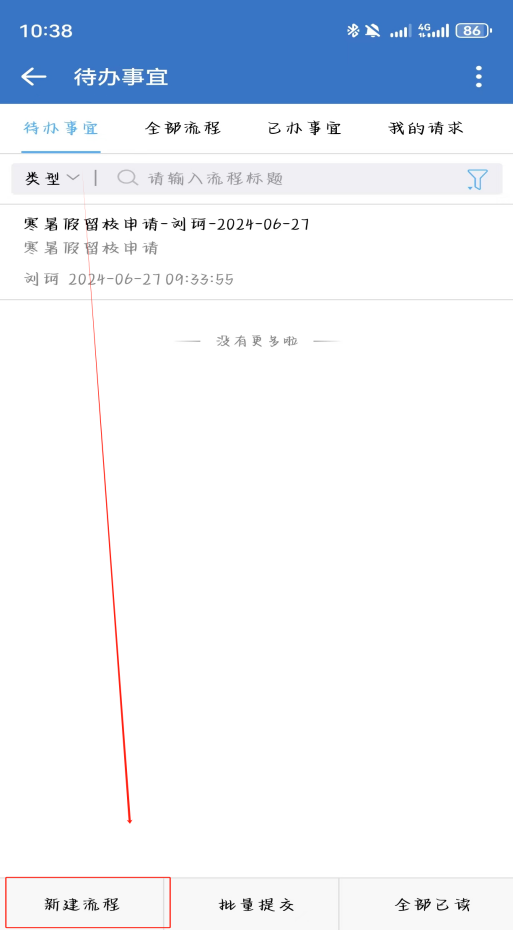 10:38 4G 86
待办事宜
待办事宜 全部流程 已办事宜 我的请求
类型 请输入流程标题
寒暑假留校申请-刘珂-2024-06-27
寒暑假留校申请
刘珂 2024-06-27 09:33:55
没有更多啦
新建流程 批量提交 全部已读